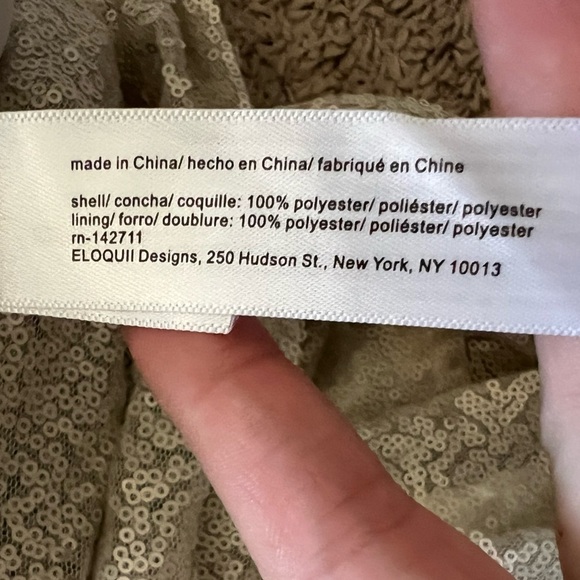 made in China/ hecho en China/ fabriqué en Chine
shell/ concha/ coquille: 100% polyester/ poliéster/ polyester
lining/ forro/ doublure: 100% polyester/ poliéster/ polyester
rn-142711
ELOQUII Designs, 250 Hudson St., New York, NY 10013